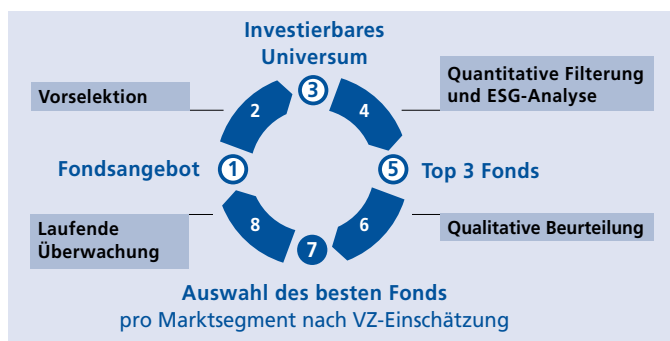 Investierbares
Universum
3
Vorselektion
2
4
Quantitative Filterung
und ESG-Analyse
Fondsangebot
1
5
Top 3 Fonds
Laufende
Überwachung
8
6
Qualitative Beurteilung
7
Auswahl des besten Fonds
pro Marktsegment nach VZ-Einschätzung